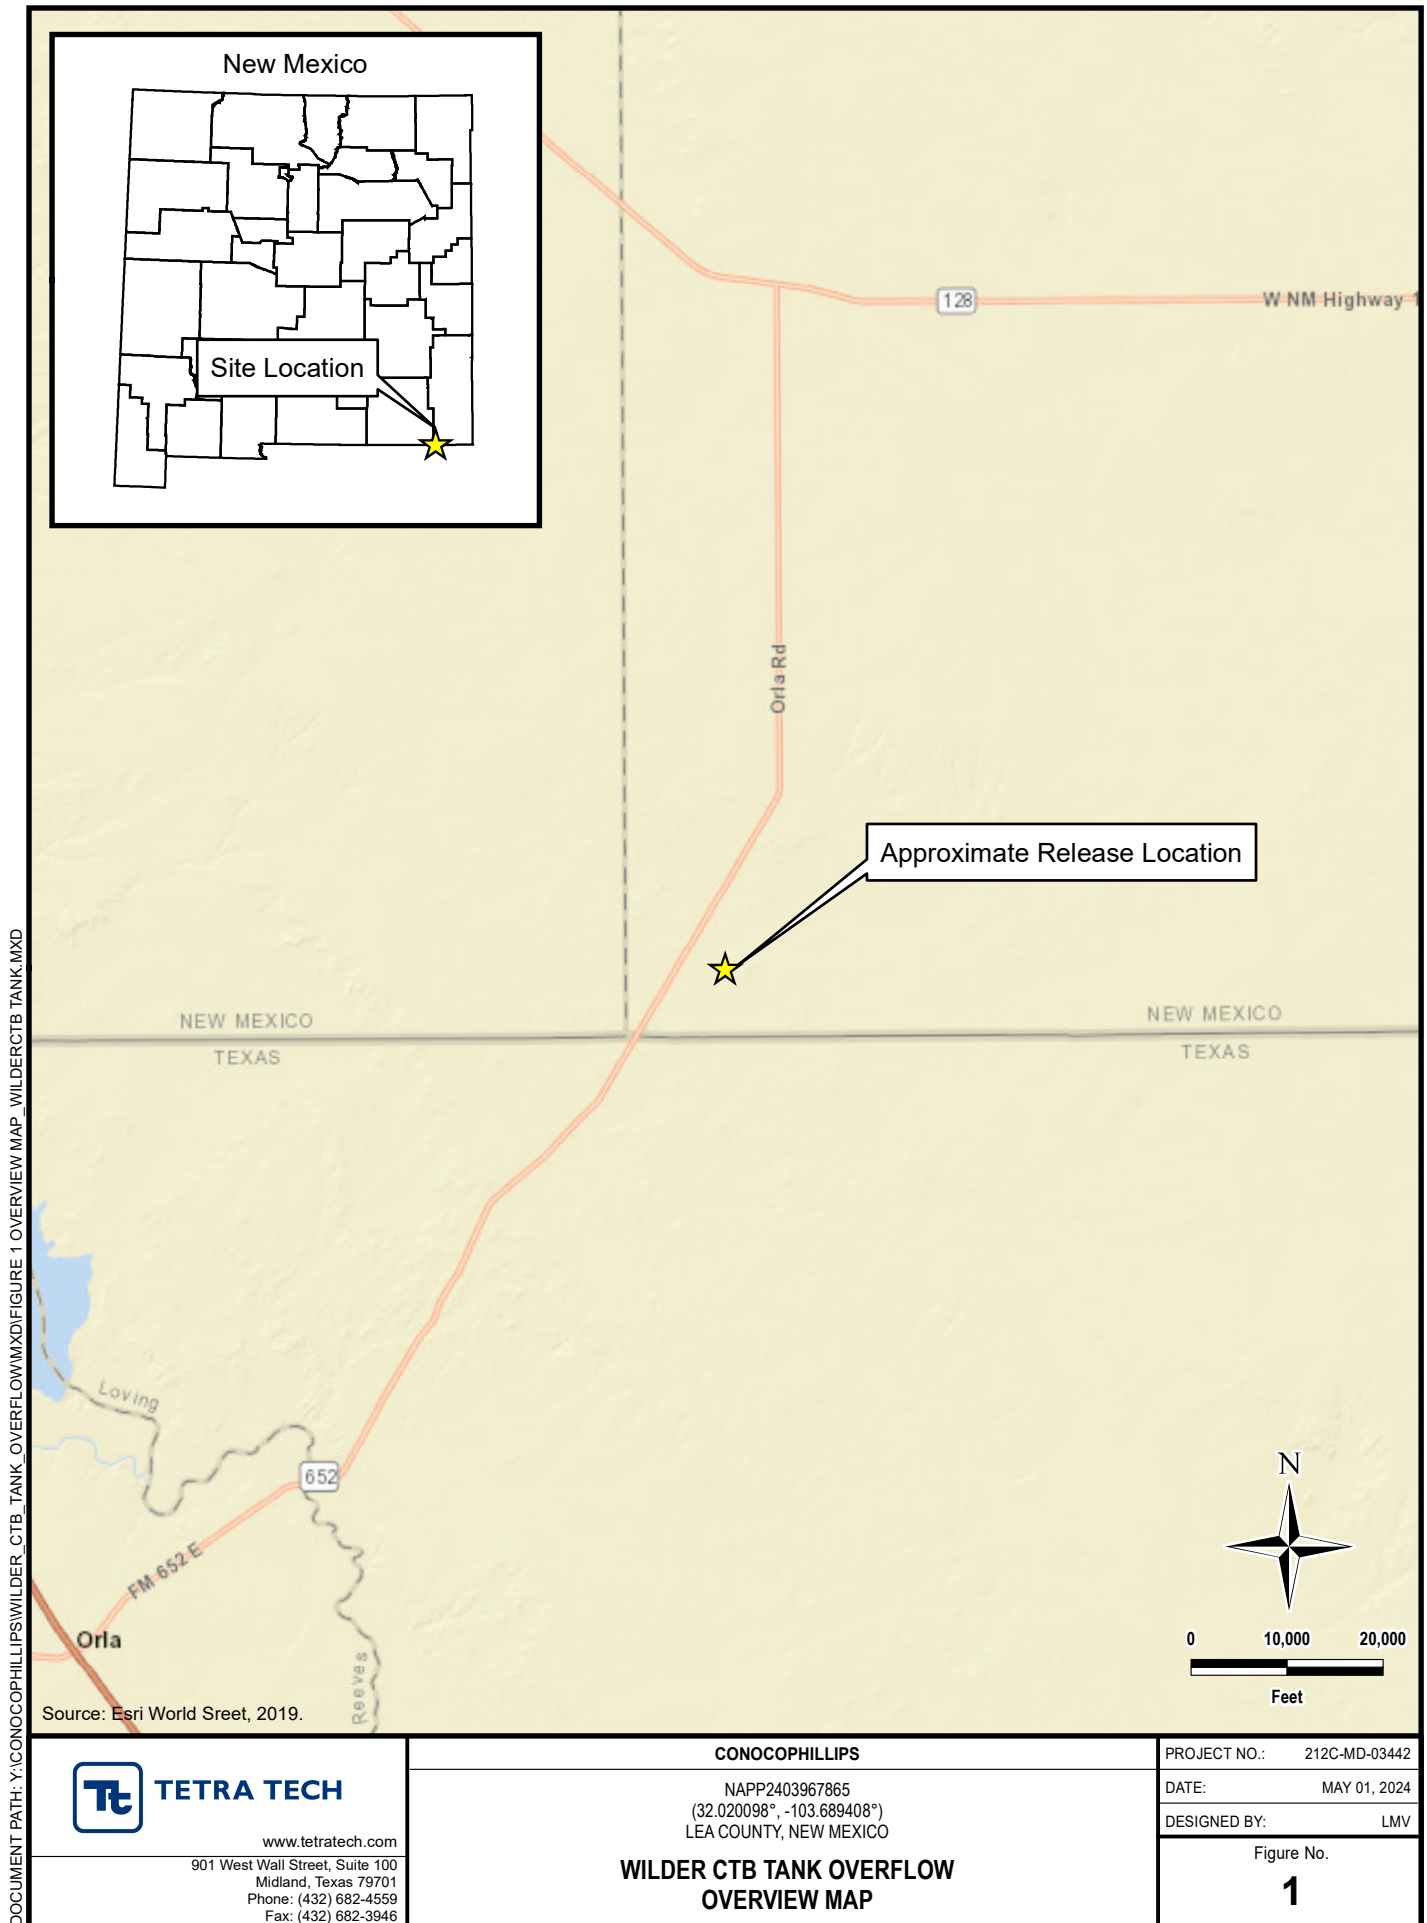 New Mexico
Site Location
128
W NM Highway 1
Orla Rd
Approximate Release Location
NEW MEXICO
TEXAS
NEW MEXICO
TEXAS
Loving
652
FM 652 E
Orla
Reeves
N
0 10,000 20,000
Feet
Source: Esri World Sreet, 2019.
DOCUMENT PATH: Y:\CONOCOPHILLIPS\WILDER_CTB_TANK_OVERFLOW\MXD\FIGURE 1 OVERVIEW MAP_WILDERCTB TANK.MXD
Tt TETRA TECH
www.tetratech.com
901 West Wall Street, Suite 100
Midland, Texas 79701
Phone: (432) 682-4559
Fax: (432) 682-3946
CONOCOPHILLIPS
NAPP2403967865
(32.020098°, -103.689408°)
LEA COUNTY, NEW MEXICO
WILDER CTB TANK OVERFLOW
OVERVIEW MAP
PROJECT NO.: 212C-MD-03442
DATE: MAY 01, 2024
DESIGNED BY: LMV
Figure No.
1